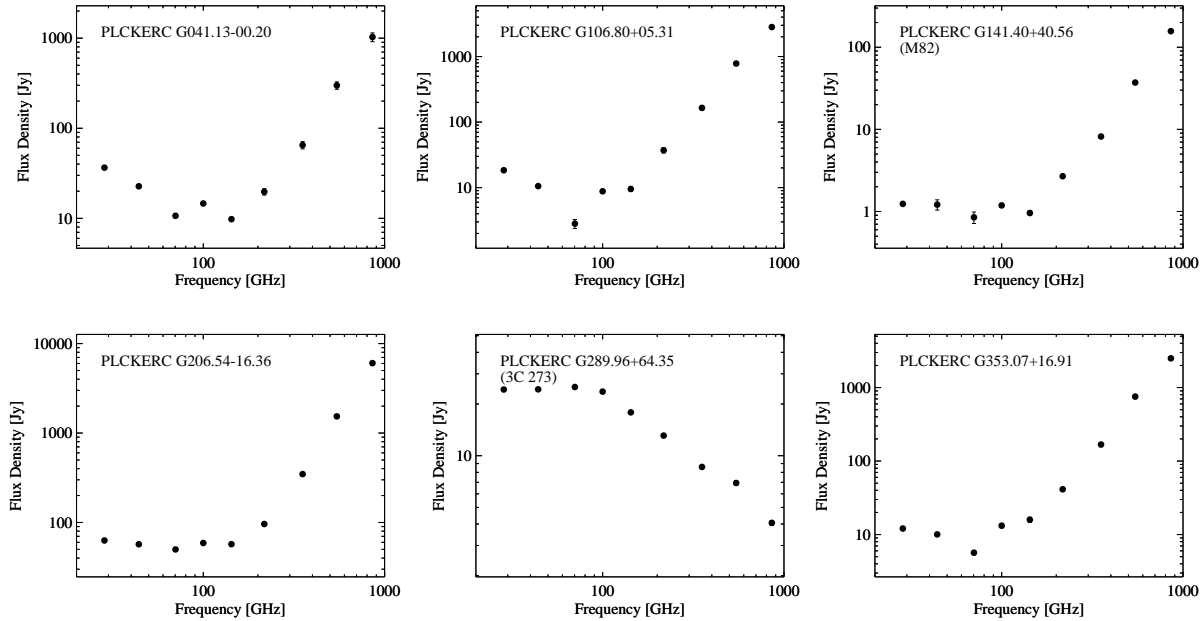 PLCKERC G041.13-00.20
1000
100
10
Flux Density [Jy]
100
1000
Frequency [GHz]
PLCKERC G106.80+05.31
1000
100
10
Flux Density [Jy]
100
1000
Frequency [GHz]
PLCKERC G141.40+40.56
(M82)
100
10
1
Flux Density [Jy]
100
1000
Frequency [GHz]
PLCKERC G206.54-16.36
10000
1000
100
Flux Density [Jy]
100
1000
Frequency [GHz]
PLCKERC G289.96+64.35
(3C 273)
10
Flux Density [Jy]
100
1000
Frequency [GHz]
PLCKERC G353.07+16.91
1000
100
10
Flux Density [Jy]
100
1000
Frequency [GHz]